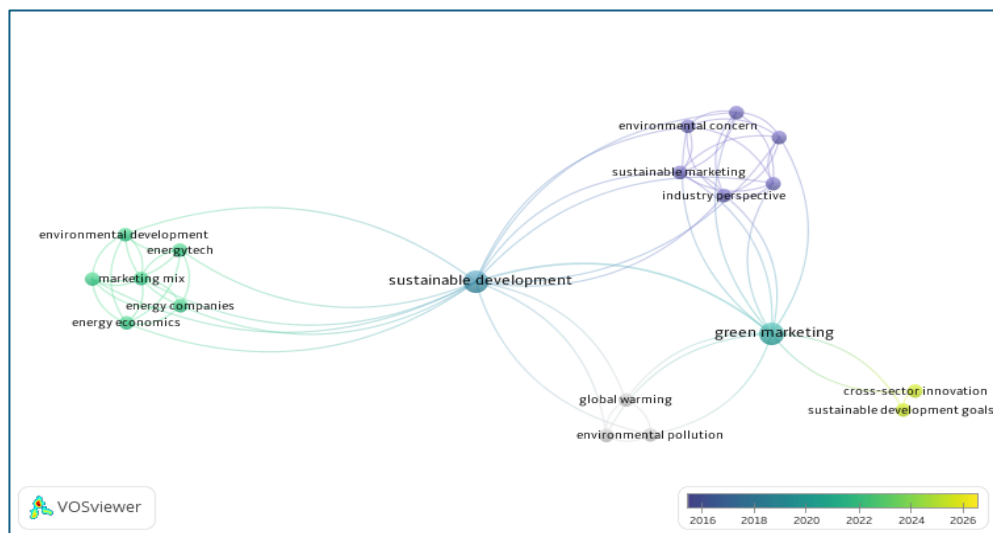 environmental concern
sustainable marketing
industry perspective
environmental development
energytech
marketing mix
energy companies
energy economics
sustainable development
green marketing
global warming
environmental pollution
cross-sector innovation
sustainable development goals
VOSviewer
2016 2018 2020 2022 2024 2026